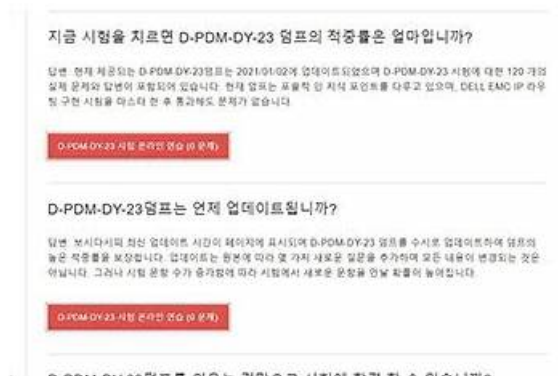 지금 시험을 치르면 D-PDM-DY-23 덤프의 적중률은 얼마입니까?
답변: 현재 제공되는 D-PDM-DY-23덤프는 2021/01/02에 업데이트되었으며 D-PDM-DY-23 시험에 대한 120 개의
실제 문제와 답변이 포함되어 있습니다. 현재 덤프는 포괄적 인 지식 포인트를 다루고 있으며, DELL EMC IP 라우
팅 구현 시험을 마스터 한 후 통과해도 문제가 없습니다.
D-PDM-DY-23 시험 온라인 연습 (0 문제)
D-PDM-DY-23덤프는 언제 업데이트됩니까?
답변: 보시다시피 최신 업데이트 시간이 페이지에 표시되며 D-PDM-DY-23 덤프를 수시로 업데이트하여 덤프의
높은 적중률을 보장합니다. 업데이트는 원본에 따라 몇 가지 새로운 질문을 추가하며 모든 내용이 변경되는 것은
아닙니다. 그러나 시험 문항 수가 증가함에 따라 시험에서 새로운 문항을 만날 확률이 높아집니다.
D-PDM-DY-23 시험 온라인 연습 (0 문제)